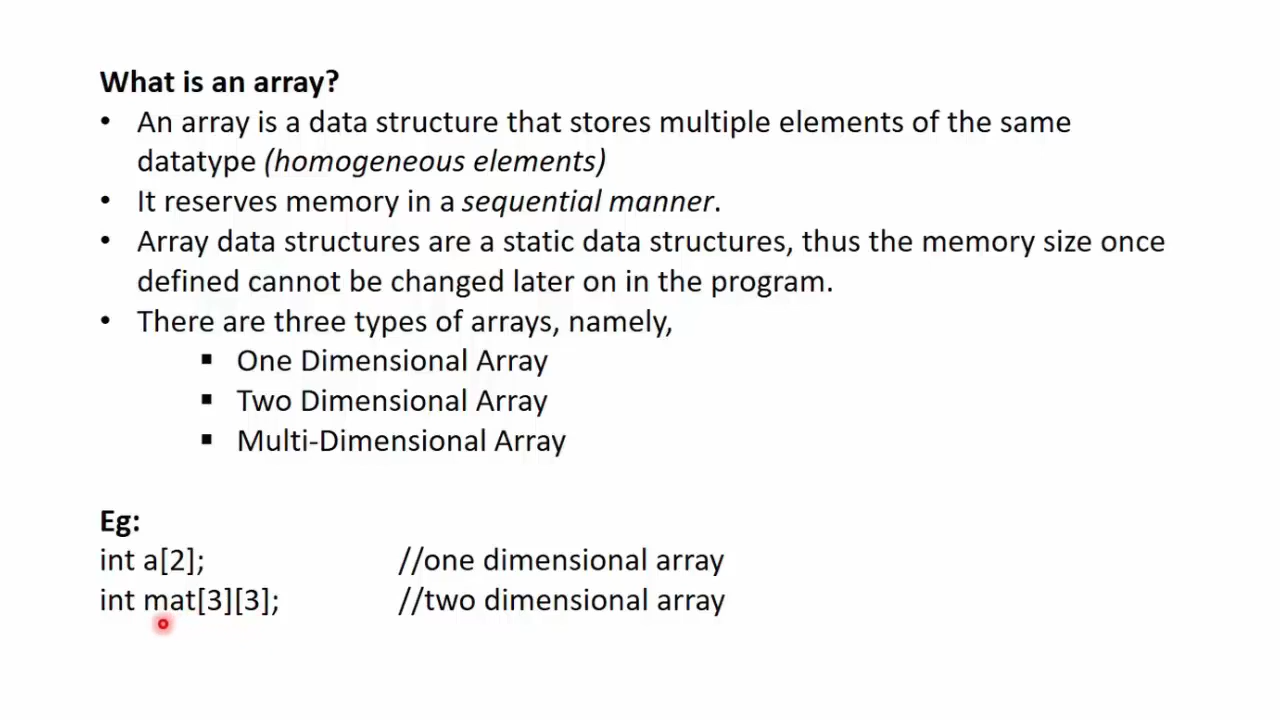 What is an array?
• An array is a data structure that stores multiple elements of the same
datatype (homogeneous elements)
• It reserves memory in a sequential manner.
• Array data structures are a static data structures, thus the memory size once
defined cannot be changed later on in the program.
• There are three types of arrays, namely,
▪ One Dimensional Array
▪ Two Dimensional Array
▪ Multi-Dimensional Array
Eg:
int a[2]; //one dimensional array
int mat[3][3]; //two dimensional array